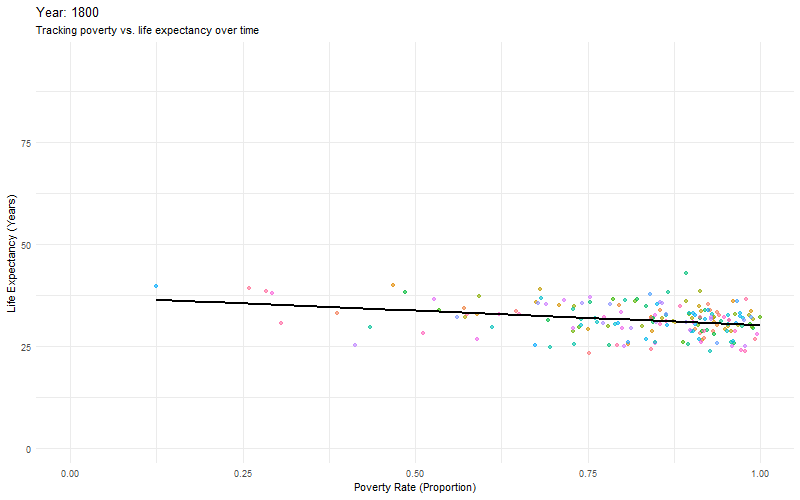 Year: 1800
Tracking poverty vs. life expectancy over time
Life Expectancy (Years)
75
50
25
0
0.00 0.25 0.50 0.75 1.00
Poverty Rate (Proportion)